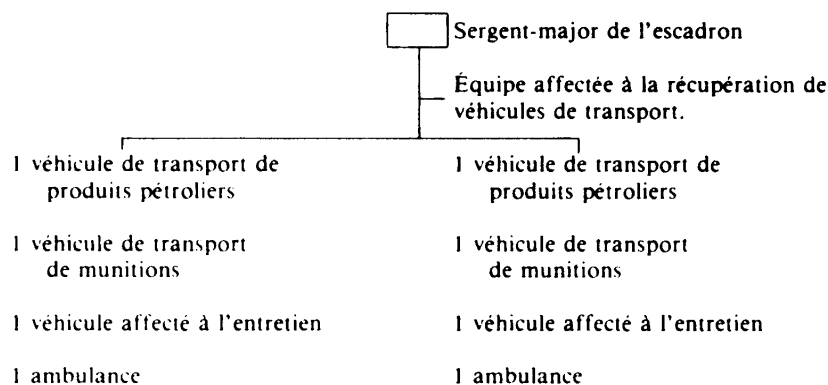 Sergent-major de l'escadron
Équipe affectée à la récupération de
véhicules de transport.
1 véhicule de transport de
produits pétroliers
1 véhicule de transport
de munitions
1 véhicule affecté à l'entretien
1 ambulance
1 véhicule de transport de
produits pétroliers
1 véhicule de transport
de munitions
1 véhicule affecté à l'entretien
1 ambulance